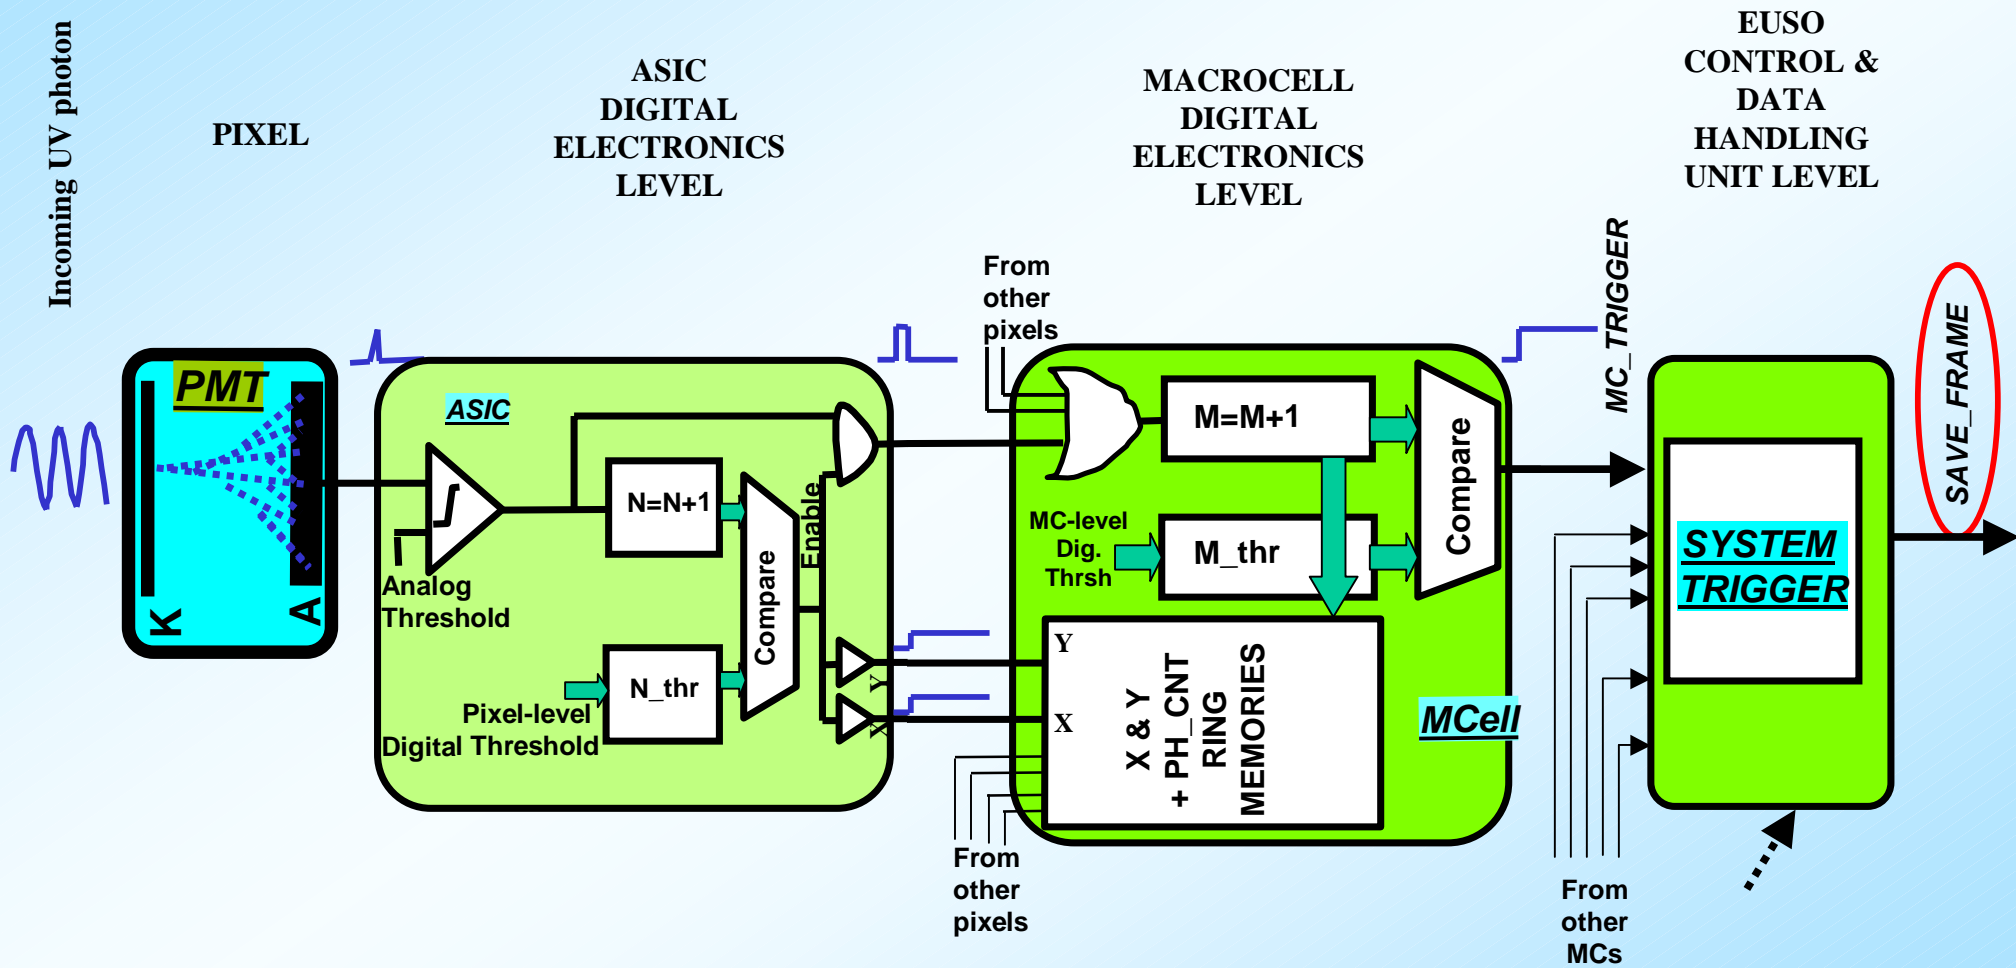 Incoming UV photon
PIXEL
ASIC
DIGITAL
ELECTRONICS
LEVEL
MACROCELL
DIGITAL
ELECTRONICS
LEVEL
EUSO
CONTROL &
DATA
HANDLING
UNIT LEVEL
PMT
K
A
ASIC
Analog
Threshold
N=N+1
N_thr
Pixel-level
Digital Threshold
Compare
Enable
Y
X
From
other
pixels
M=M+1
MC-level
Dig.
Thrsh
M_thr
Compare
Y
X
X & Y
+ PH_CNT
RING
MEMORIES
MCell
From
other
pixels
MC_TRIGGER
SYSTEM
TRIGGER
From
other
MCs
SAVE_FRAME